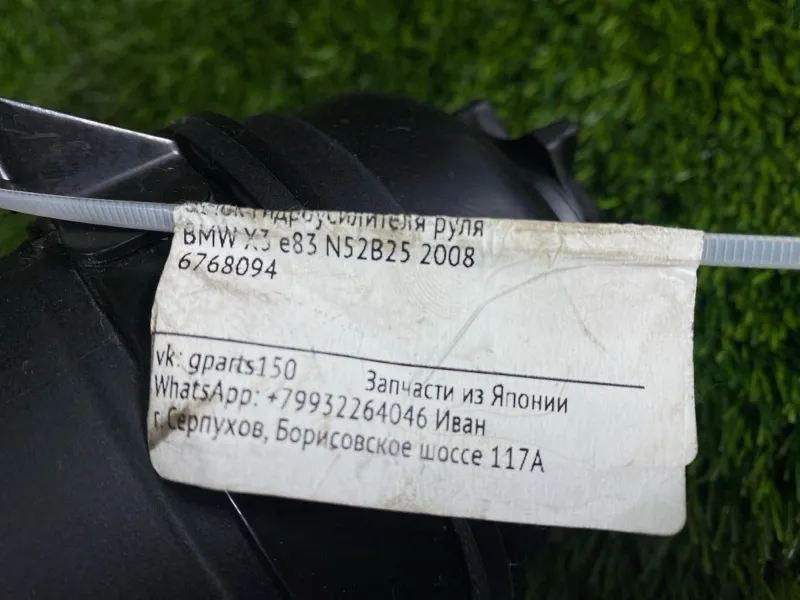 гидроусилителя руля
BMW X3 e83 N52B25 2008
6768094
vk: gparts150
Запчасти из Японии
WhatsApp: +79932264046 Иван
г.Серпухов, Борисовское шоссе 117А